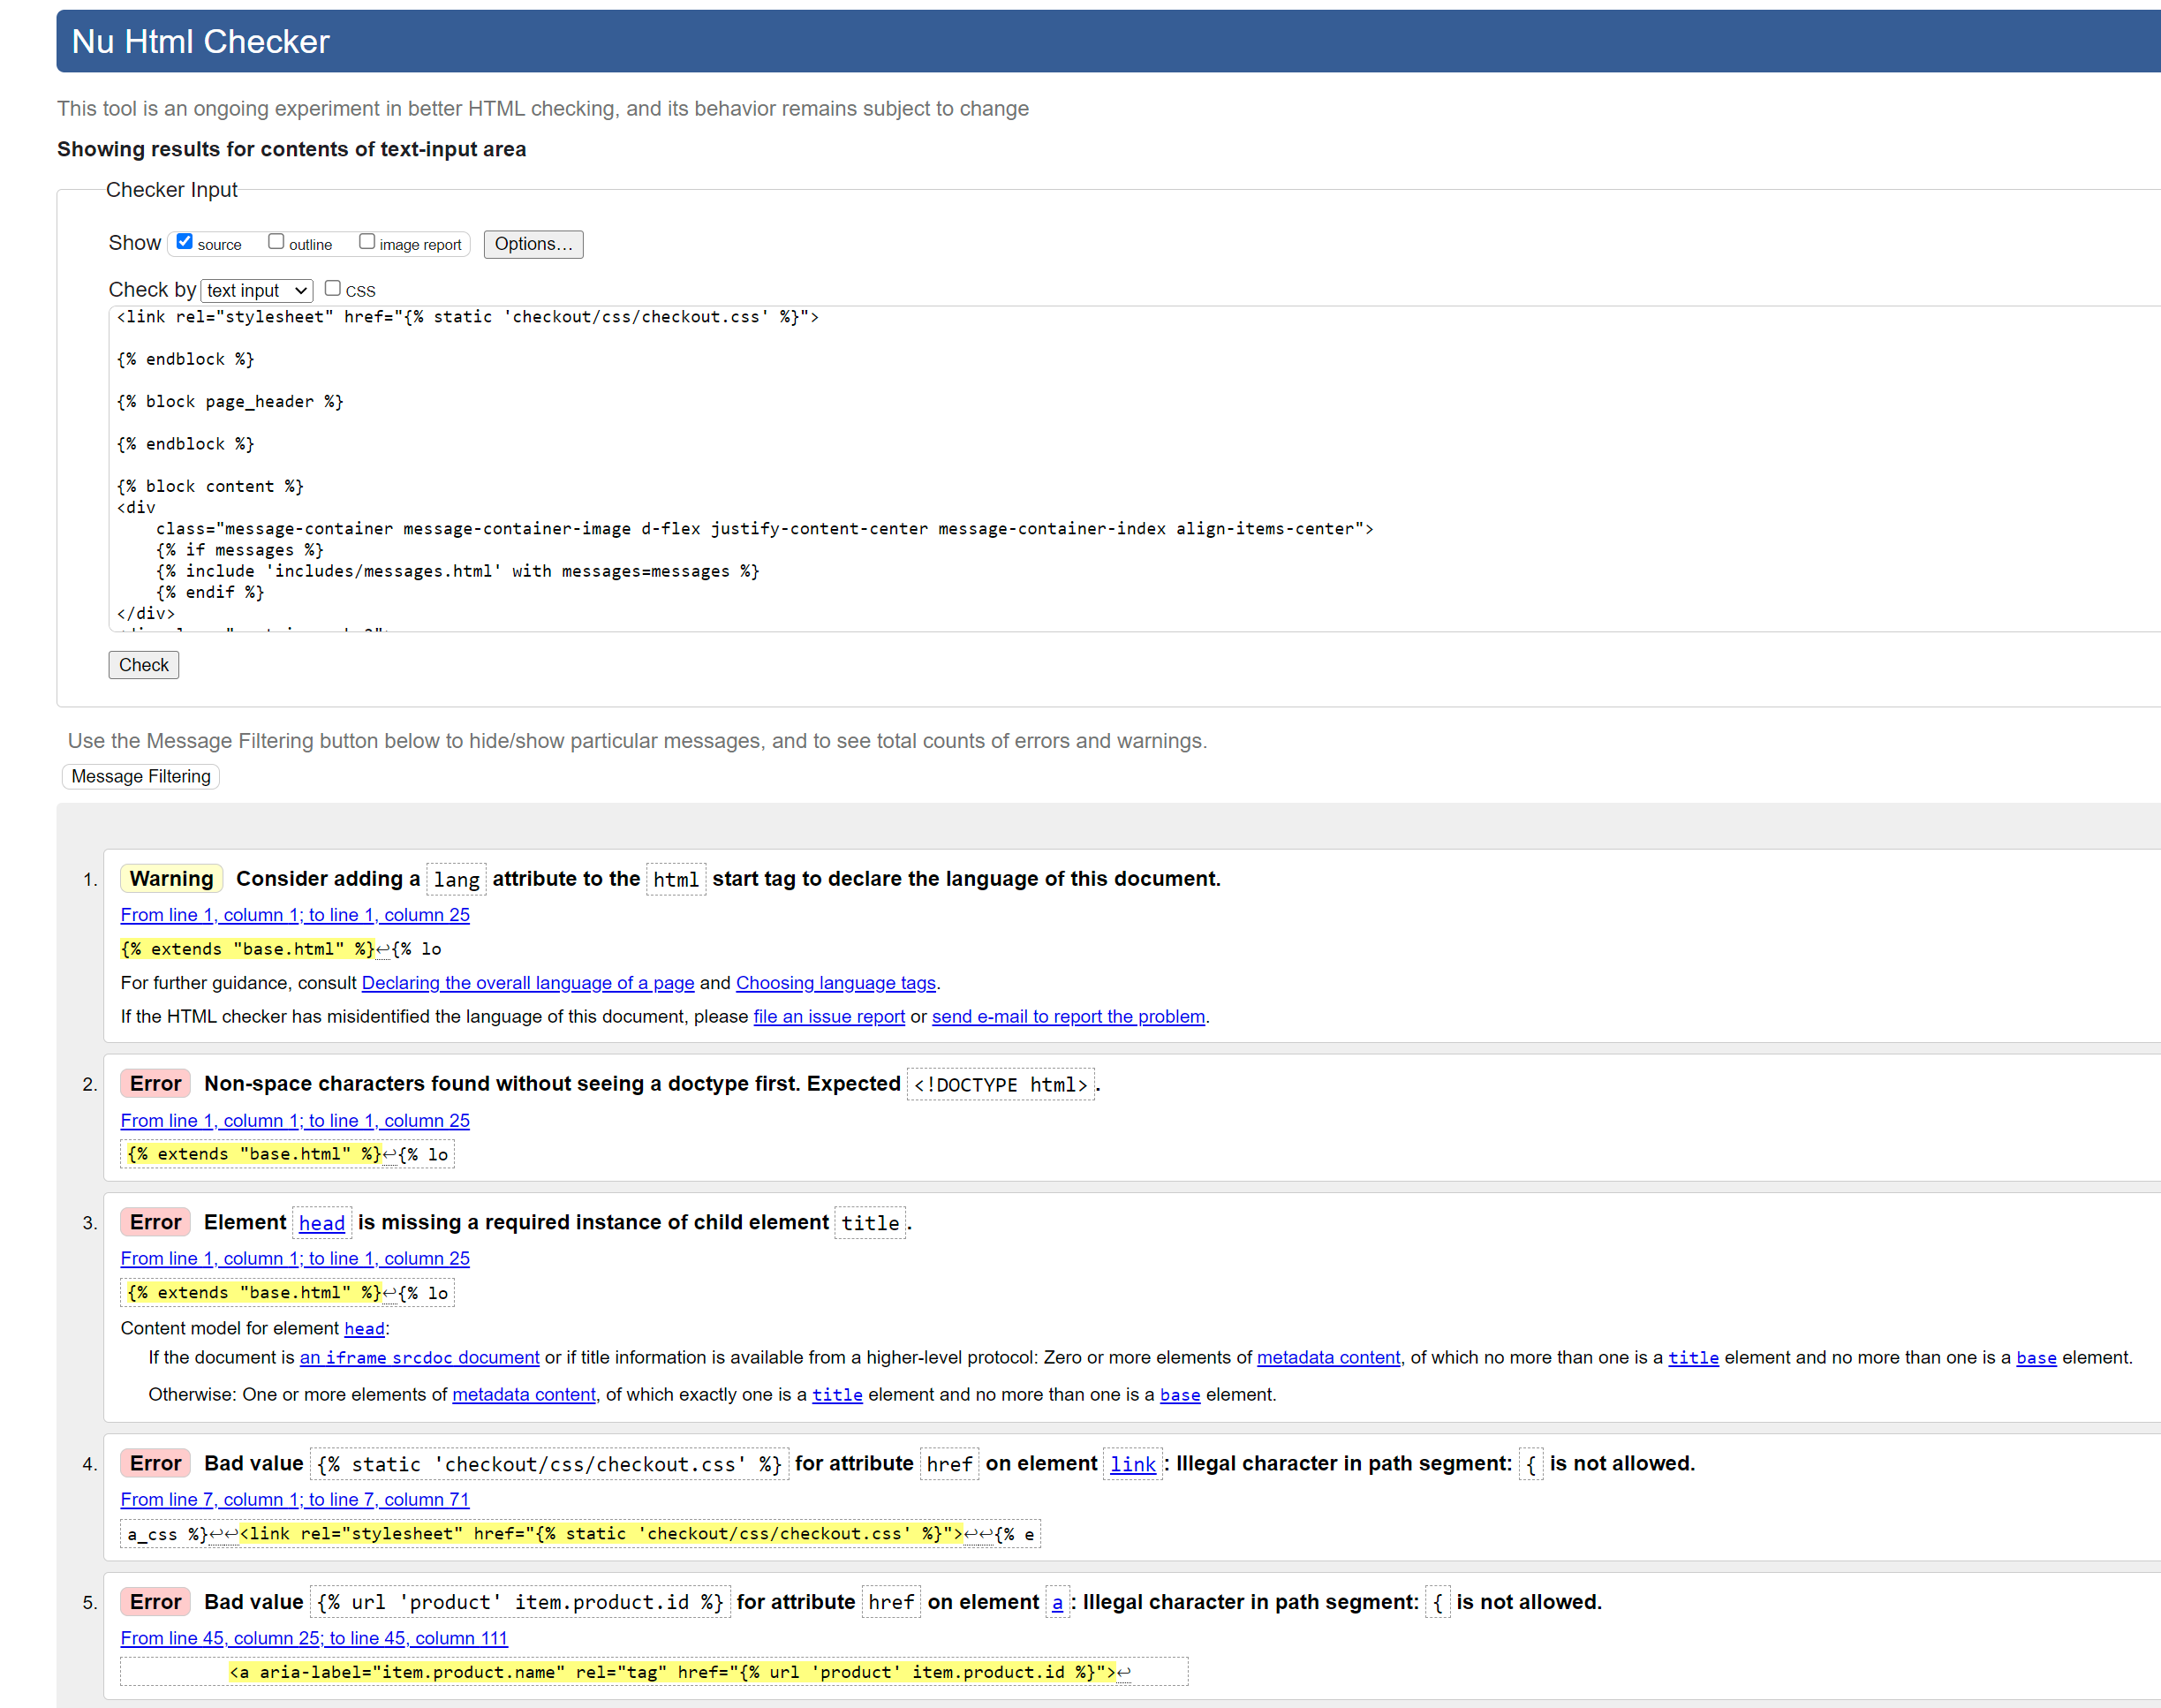 Nu Html Checker
This tool is an ongoing experiment in better HTML checking, and its behavior remains subject to change
Showing results for contents of text-input area
Checker Input
Show source outline image report Options...
Check by text input CSS
<link rel="stylesheet" href="{% static 'checkout/css/checkout.css' %}">
{% endblock %}
{% block page_header %}
{% endblock %}
{% block content %}
<div
class="message-container message-container-image d-flex justify-content-center message-container-index align-items-center">
{% if messages %}
{% include 'includes/messages.html' with messages=messages %}
{% endif %}
</div>
Check
Use the Message Filtering button below to hide/show particular messages, and to see total counts of errors and warnings.
Message Filtering
1. Warning Consider adding a lang attribute to the html start tag to declare the language of this document.
From line 1, column 1; to line 1, column 25
{% extends "base.html" %}↩{% lo
For further guidance, consult Declaring the overall language of a page and Choosing language tags.
If the HTML checker has misidentified the language of this document, please file an issue report or send e-mail to report the problem.
2. Error Non-space characters found without seeing a doctype first. Expected <!DOCTYPE html>.
From line 1, column 1; to line 1, column 25
{% extends "base.html" %}↩{% lo
3. Error Element head is missing a required instance of child element title.
From line 1, column 1; to line 1, column 25
{% extends "base.html" %}↩{% lo
Content model for element head:
If the document is an iframe srcdoc document or if title information is available from a higher-level protocol: Zero or more elements of metadata content, of which no more than one is a title element and no more than one is a base element.
Otherwise: One or more elements of metadata content, of which exactly one is a title element and no more than one is a base element.
4. Error Bad value {% static 'checkout/css/checkout.css' %} for attribute href on element link: Illegal character in path segment: { is not allowed.
From line 7, column 1; to line 7, column 71
a_css %}↩↩<link rel="stylesheet" href="{% static 'checkout/css/checkout.css' %}">↩↩{% e
5. Error Bad value {% url 'product' item.product.id %} for attribute href on element a: Illegal character in path segment: { is not allowed.
From line 45, column 25; to line 45, column 111
<a aria-label="item.product.name" rel="tag" href="{% url 'product' item.product.id %}">↩